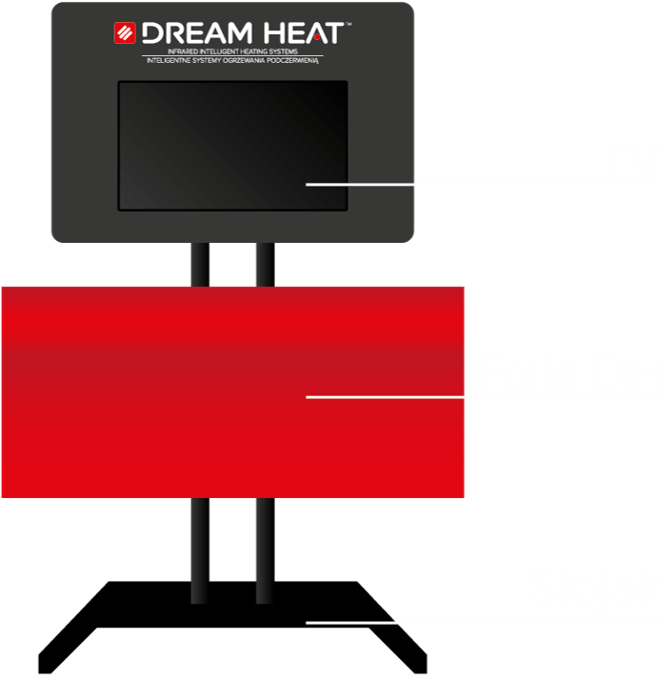 DREAM HEAT™
INFRARED INTELLIGENT HEATING SYSTEMS
INTELIGENTNE SYSTEMY OGRZEWANIA PODCZERWIENIĄ